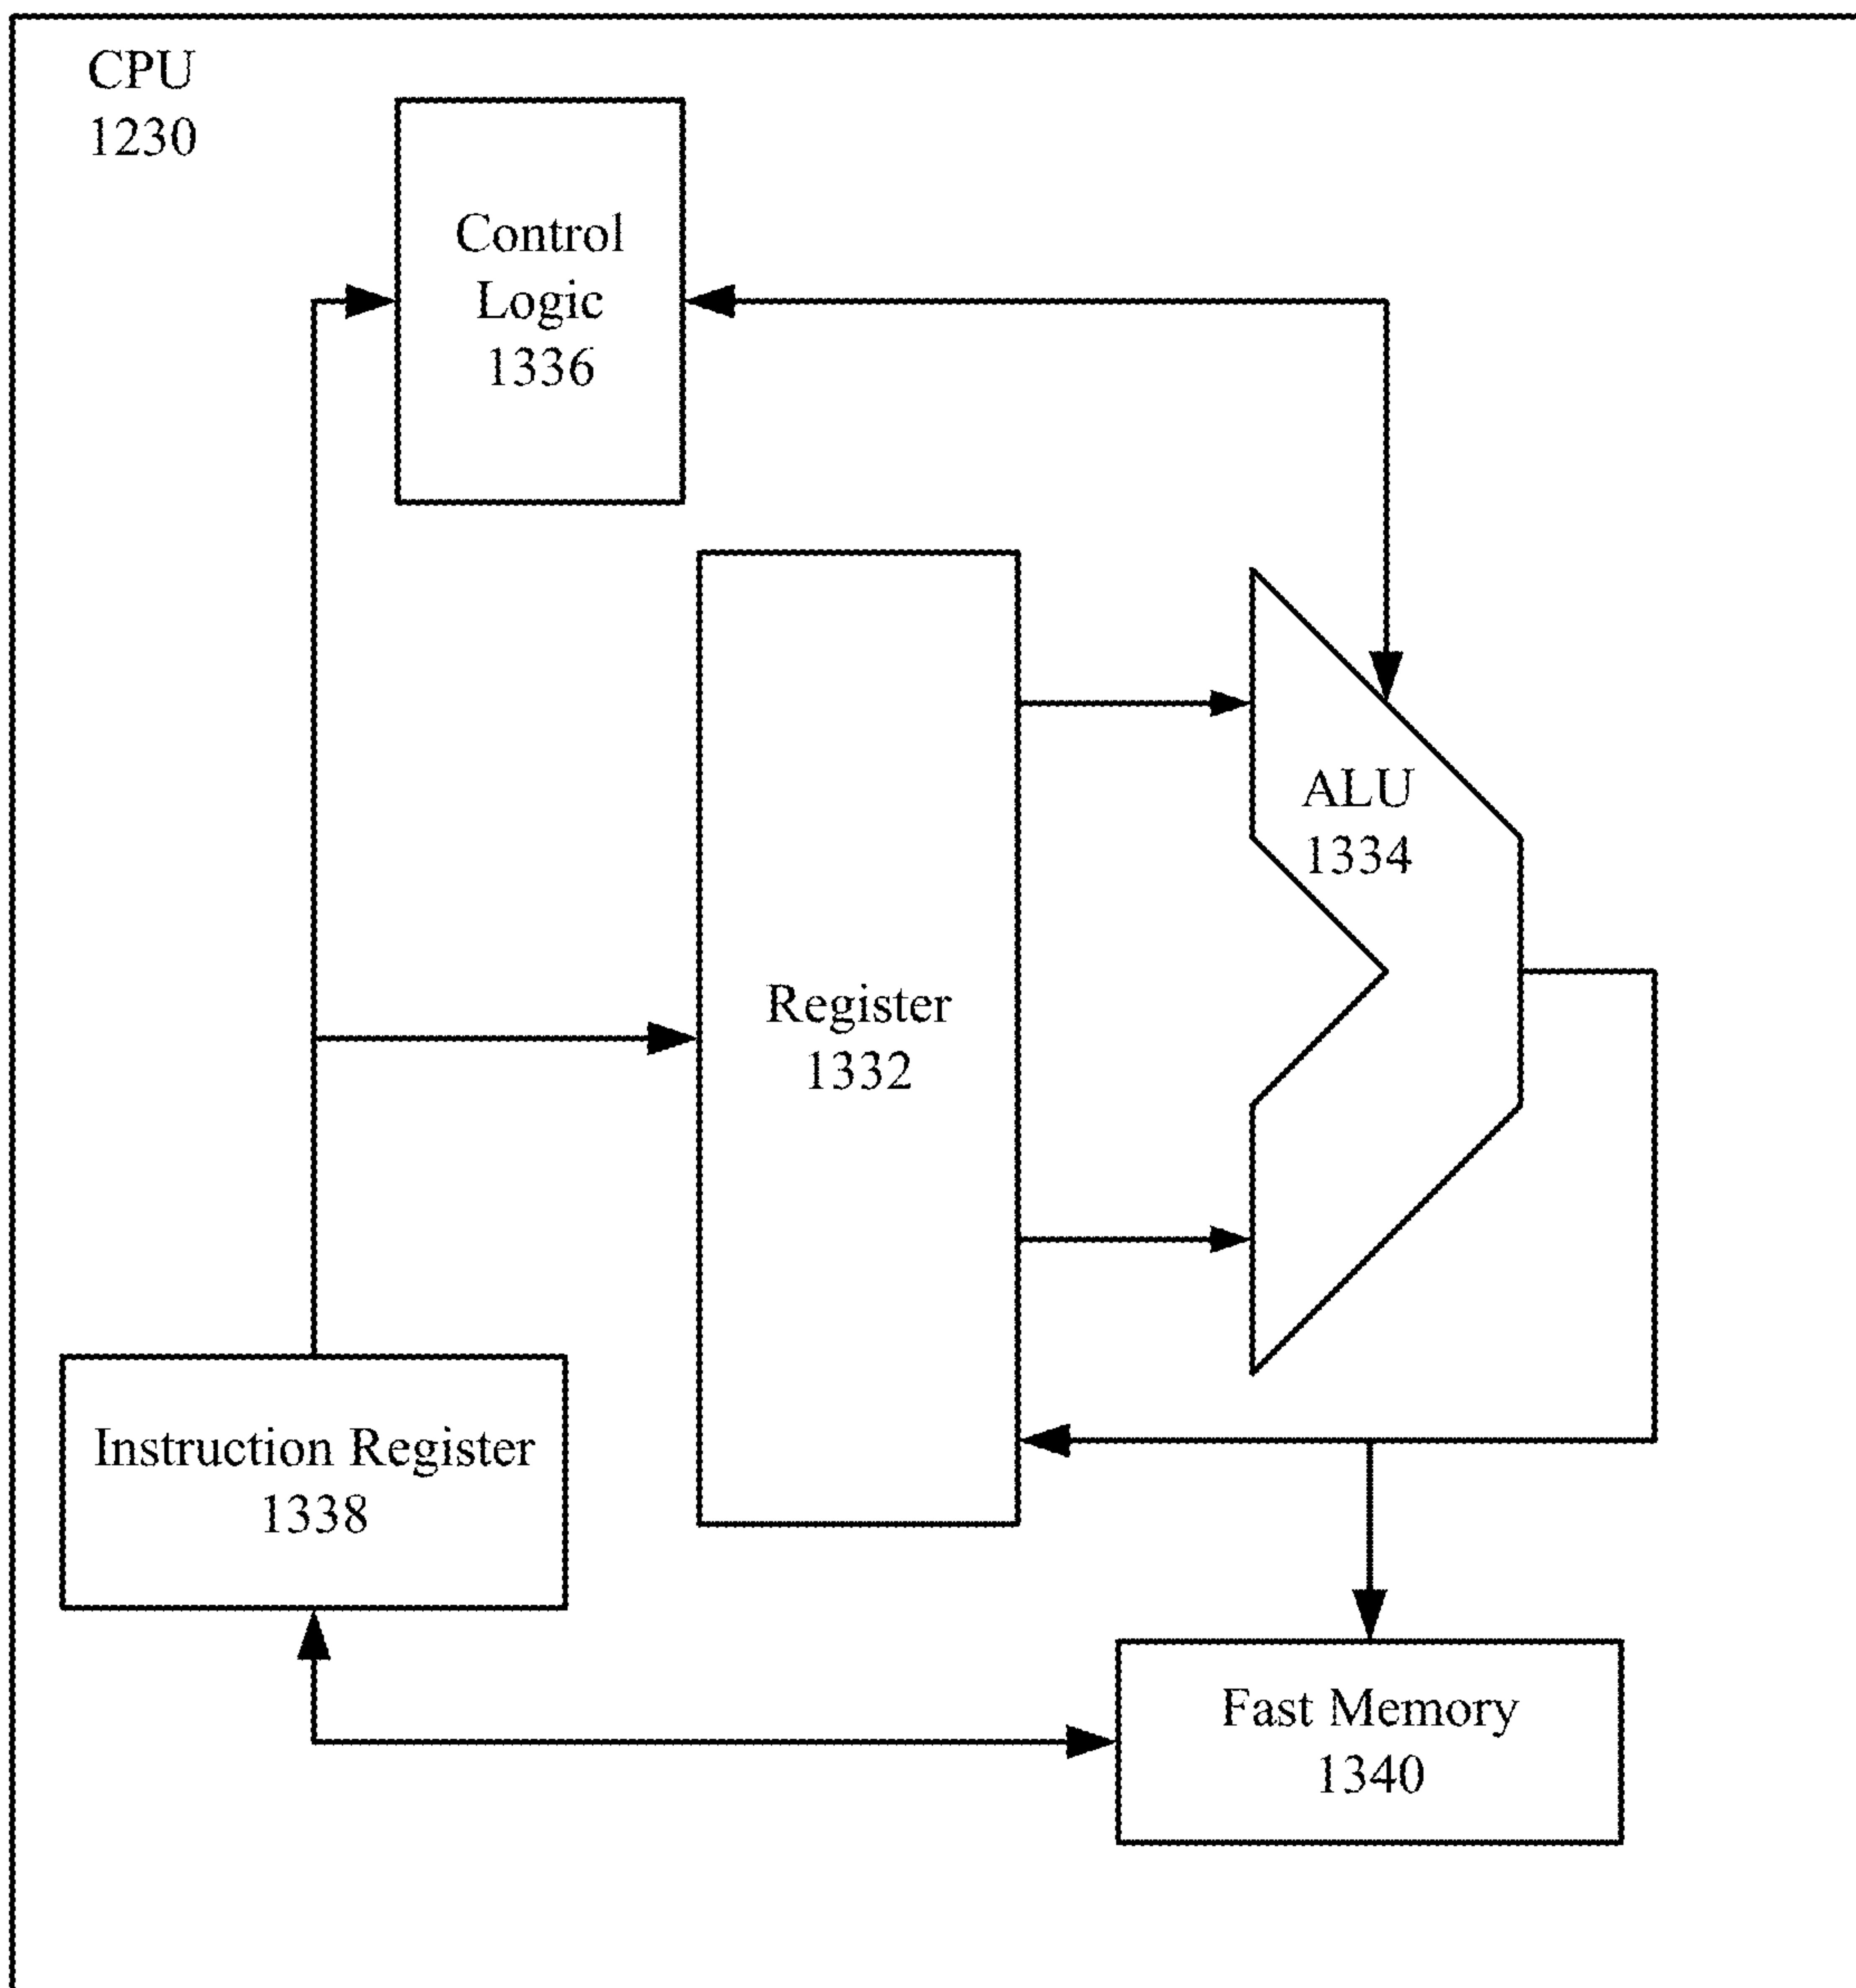 CPU
1230
Control
Logic
1336
ALU
1334
Register
1332
Instruction Register
1338
Fast Memory
1340